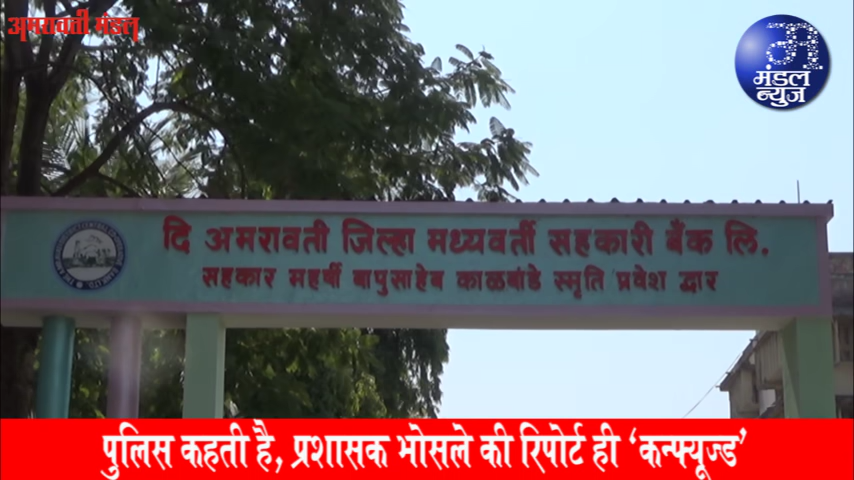 अमरावती मंडल
मंडल
न्युज
दि अमरावती जिल्हा मध्यवर्ती सहकारी बँक लि.
सहकार महर्षी बापुसाहेब काळबांडे स्मृति प्रवेश द्वार
पुलिस कहती है, प्रशासक भोसले की रिपोर्ट ही ‘कन्फ्यूज्ड’